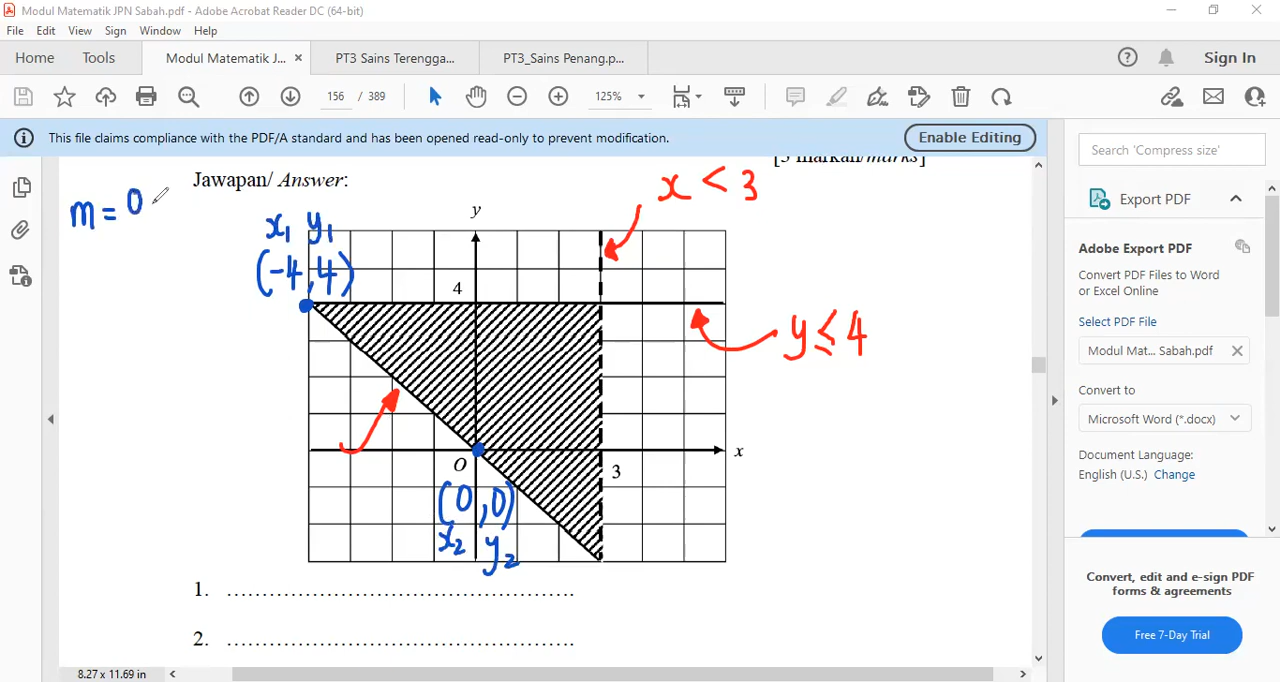 Modul Matematik JPN Sabah.pdf - Adobe Acrobat Reader DC (64-bit)
File Edit View Sign Window Help
Home Tools Modul Matematik J... × PT3 Sains Terengga... PT3_Sains Penang.p... Sign In
156 / 389 125%
This file claims compliance with the PDF/A standard and has been opened read-only to prevent modification. Enable Editing
Search 'Compress size'
[3 markan/marks]
Jawapan/ Answer:
x < 3
m = 0
x₁ y₁
(-4, 4)
y
4
y ≤ 4
O
x
3
(0, 0)
x₂ y₂
1. ……………………………………….
2. ……………………………………….
8.27 x 11.69 in
Export PDF
Adobe Export PDF
Convert PDF Files to Word
or Excel Online
Select PDF File
Modul Mat... Sabah.pdf
Convert to
Microsoft Word (*.docx)
Document Language:
English (U.S.) Change
Convert, edit and e-sign PDF
forms & agreements
Free 7-Day Trial